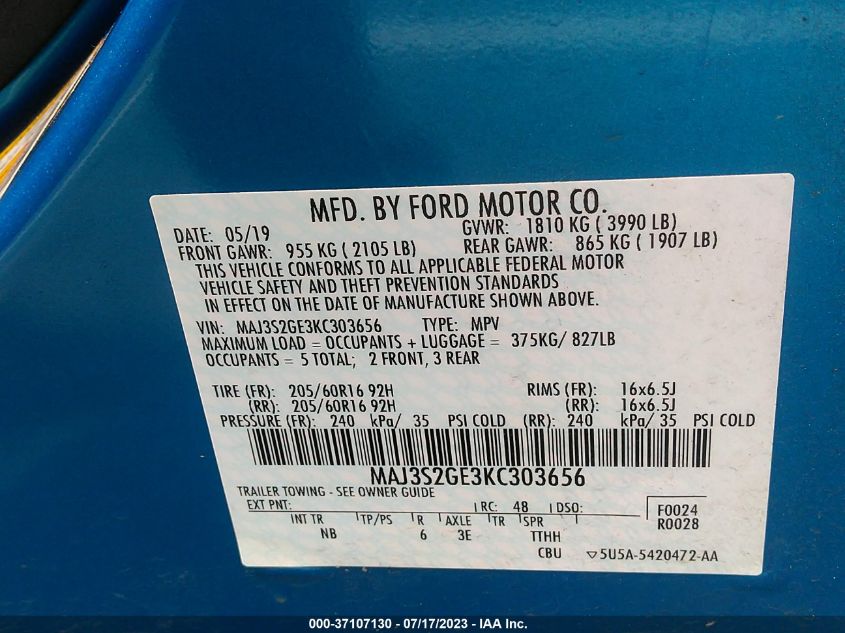 MFD. BY FORD MOTOR CO.
DATE: 05/19 GVWR: 1810 KG ( 3990 LB)
FRONT GAWR: 955 KG ( 2105 LB) REAR GAWR: 865 KG ( 1907 LB)
THIS VEHICLE CONFORMS TO ALL APPLICABLE FEDERAL MOTOR
VEHICLE SAFETY AND THEFT PREVENTION STANDARDS
IN EFFECT ON THE DATE OF MANUFACTURE SHOWN ABOVE.
VIN: MAJ3S2GE3KC303656 TYPE: MPV
MAXIMUM LOAD = OCCUPANTS + LUGGAGE = 375KG/ 827LB
OCCUPANTS = 5 TOTAL; 2 FRONT, 3 REAR
TIRE (FR): 205/60R16 92H RIMS (FR): 16x6.5J
(RR): 205/60R16 92H (RR): 16x6.5J
PRESSURE (FR): 240 kPa/ 35 PSI COLD (RR): 240 kPa/ 35 PSI COLD
MAJ3S2GE3KC303656
TRAILER TOWING - SEE OWNER GUIDE
EXT PNT: RC: 48 DSO: F0024
R0028
INT TR TP/PS R AXLE TR SPR
NB 6 3E TTHH
CBU ▽5U5A-5420472-AA
000-37107130 - 07/17/2023 - IAA Inc.